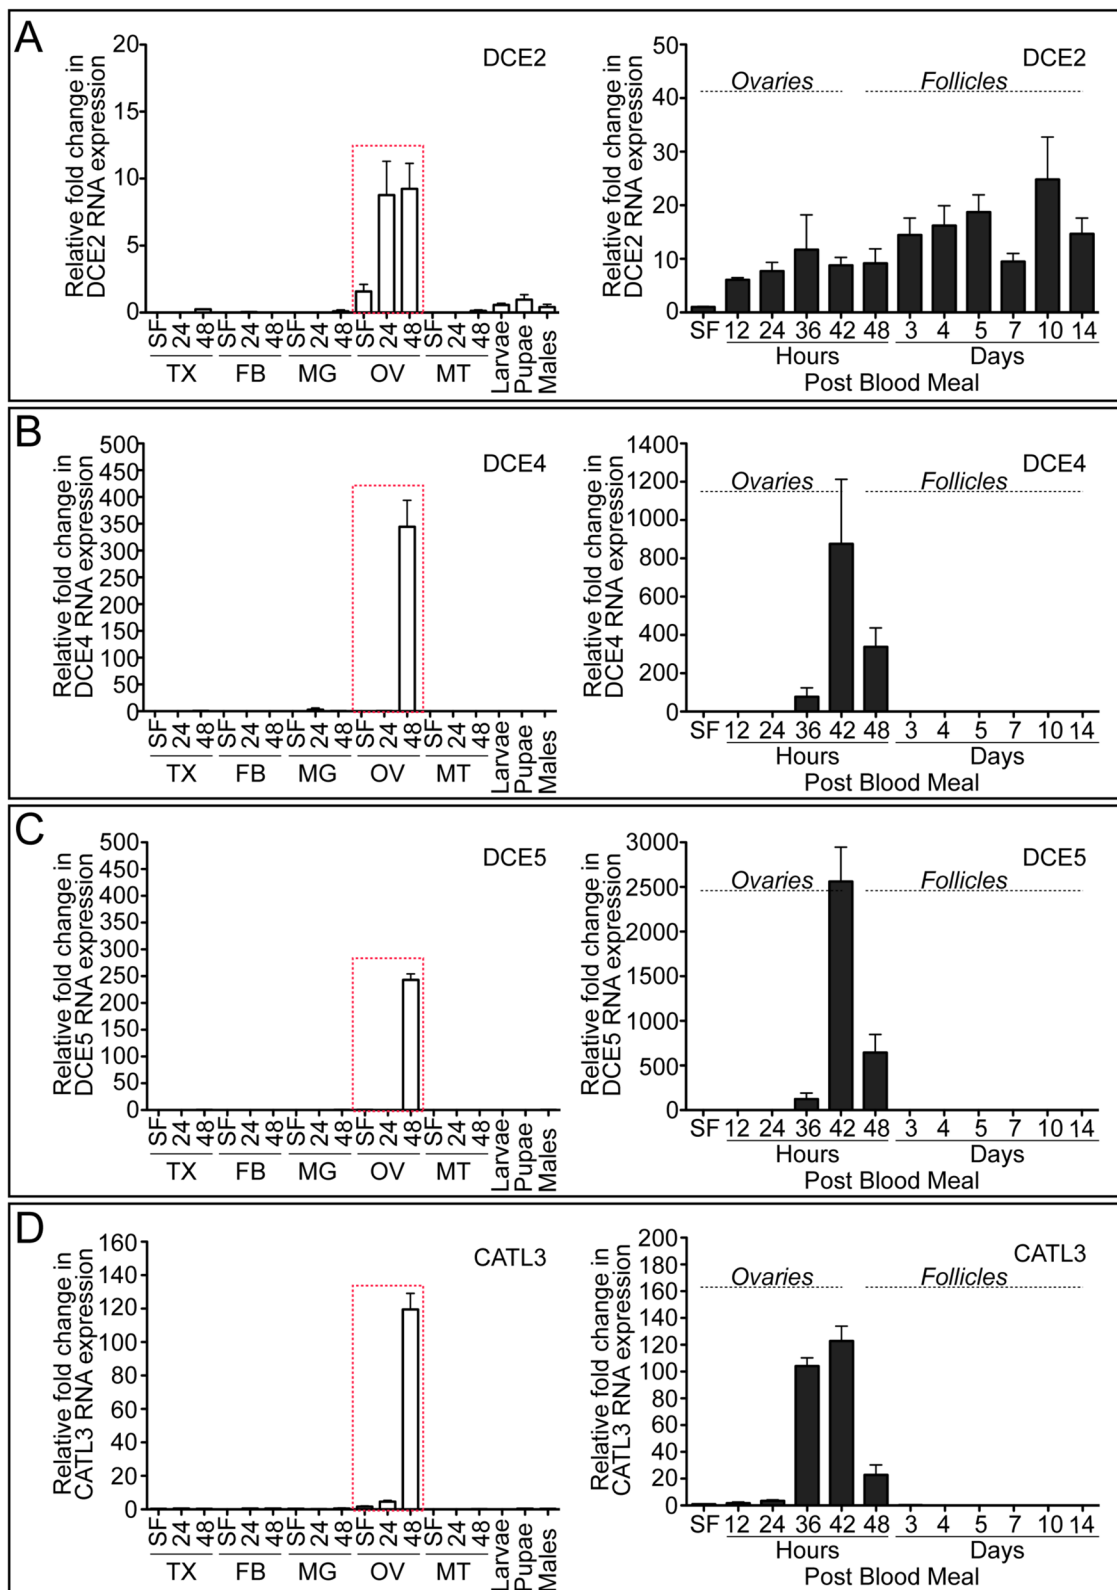 A
Relative fold change in
DCE2 RNA expression
20
15
10
5
0
DCE2
SF 24 48 SF 24 48 SF 24 48 SF 24 48 SF 24 48 Larvae Pupae Males
TX FB MG OV MT
Relative fold change in
DCE2 RNA expression
50
40
30
20
10
0
DCE2
Ovaries Follicles
SF 12 24 36 42 48 3 4 5 7 10 14
Hours Days
Post Blood Meal
B
Relative fold change in
DCE4 RNA expression
500
450
400
350
300
250
200
150
100
50
0
DCE4
SF 24 48 SF 24 48 SF 24 48 SF 24 48 SF 24 48 Larvae Pupae Males
TX FB MG OV MT
Relative fold change in
DCE4 RNA expression
1400
1200
1000
800
600
400
200
0
DCE4
Ovaries Follicles
SF 12 24 36 42 48 3 4 5 7 10 14
Hours Days
Post Blood Meal
C
Relative fold change in
DCE5 RNA expression
500
450
400
350
300
250
200
150
100
50
0
DCE5
SF 24 48 SF 24 48 SF 24 48 SF 24 48 SF 24 48 Larvae Pupae Males
TX FB MG OV MT
Relative fold change in
DCE5 RNA expression
3000
2500
2000
1500
1000
500
0
DCE5
Ovaries Follicles
SF 12 24 36 42 48 3 4 5 7 10 14
Hours Days
Post Blood Meal
D
Relative fold change in
CATL3 RNA expression
160
140
120
100
80
60
40
20
0
CATL3
SF 24 48 SF 24 48 SF 24 48 SF 24 48 SF 24 48 Larvae Pupae Males
TX FB MG OV MT
Relative fold change in
CATL3 RNA expression
200
180
160
140
120
100
80
60
40
20
0
CATL3
Ovaries Follicles
SF 12 24 36 42 48 3 4 5 7 10 14
Hours Days
Post Blood Meal